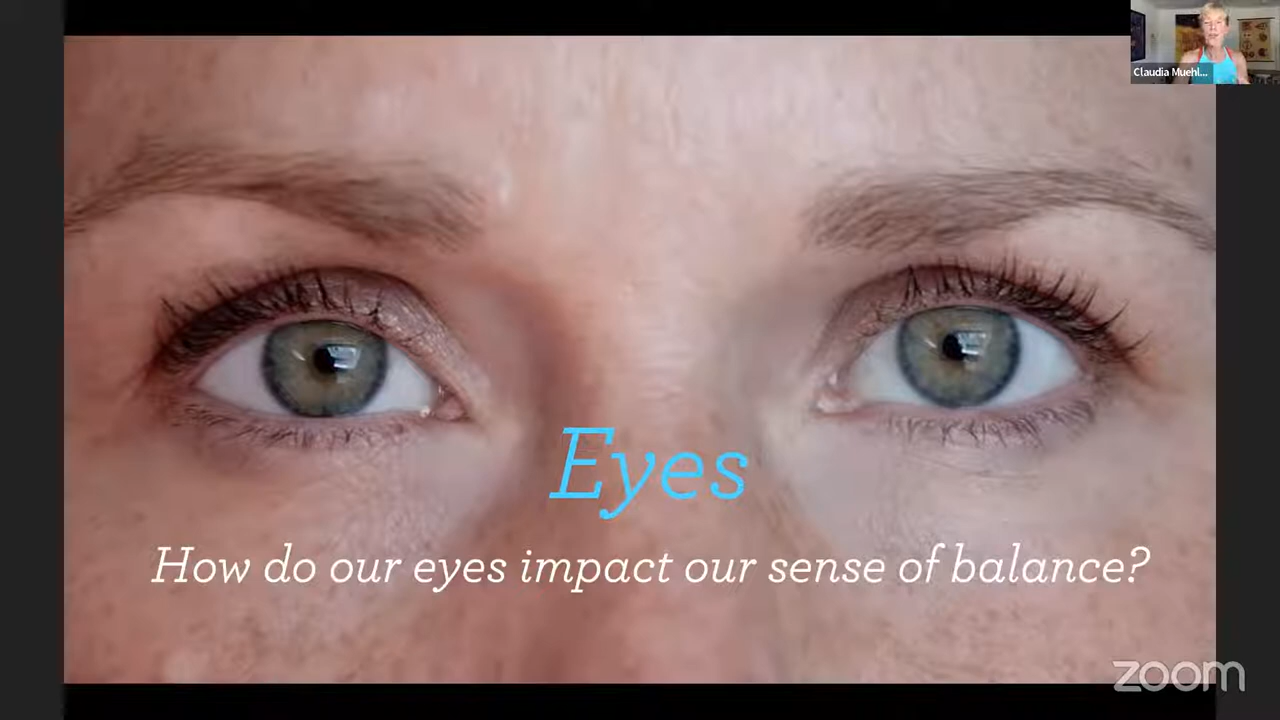 Claudia Muehl...
Eyes
How do our eyes impact our sense of balance?
zoom